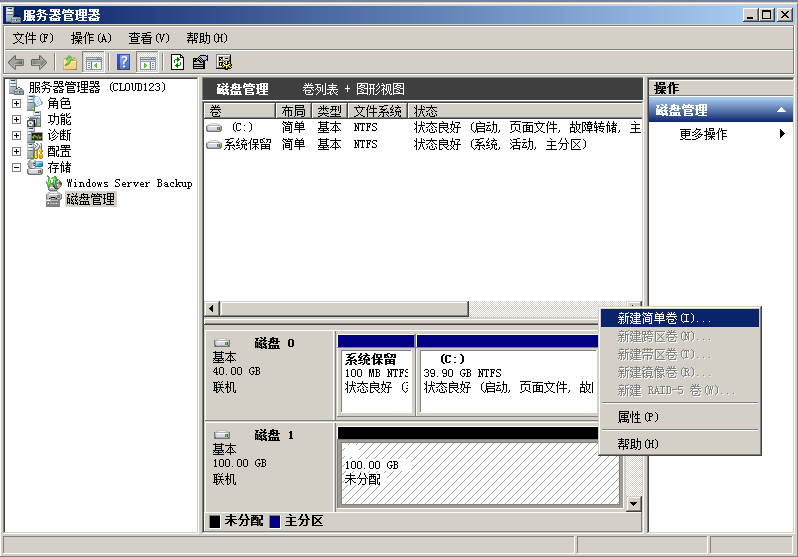 服务器管理器
文件(F) 操作(A) 查看(V) 帮助(H)
服务器管理器 (CLOUD123)
角色
功能
诊断
配置
存储
Windows Server Backup
磁盘管理
磁盘管理 卷列表 + 图形视图
卷 布局 类型 文件系统 状态
(C:) 简单 基本 NTFS 状态良好 (启动, 页面文件, 故障转储, 主
系统保留 简单 基本 NTFS 状态良好 (系统, 活动, 主分区)
磁盘 0
基本
40.00 GB
联机
系统保留
100 MB NTFS
状态良好 (
(C:)
39.90 GB NTFS
状态良好 (启动, 页面文件, 故
磁盘 1
基本
100.00 GB
联机
100.00 GB
未分配
未分配 主分区
操作
磁盘管理
更多操作
新建简单卷(I)...
新建跨区卷(N)...
新建带区卷(T)...
新建镜像卷(R)...
新建 RAID-5 卷(W)...
属性(P)
帮助(H)